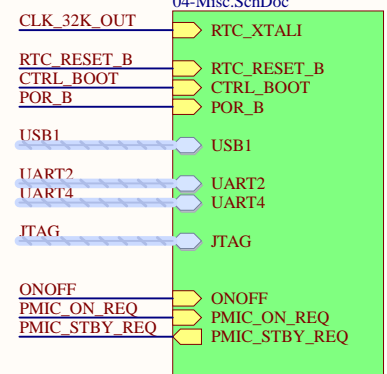 04-Misc.SchDoc
CLK_32K_OUT RTC_XTALI
RTC_RESET_B RTC_RESET_B
CTRL_BOOT CTRL_BOOT
POR_B POR_B
USB1 USB1
UART2 UART2
UART4 UART4
JTAG JTAG
ONOFF ONOFF
PMIC_ON_REQ PMIC_ON_REQ
PMIC_STBY_REQ PMIC_STBY_REQ